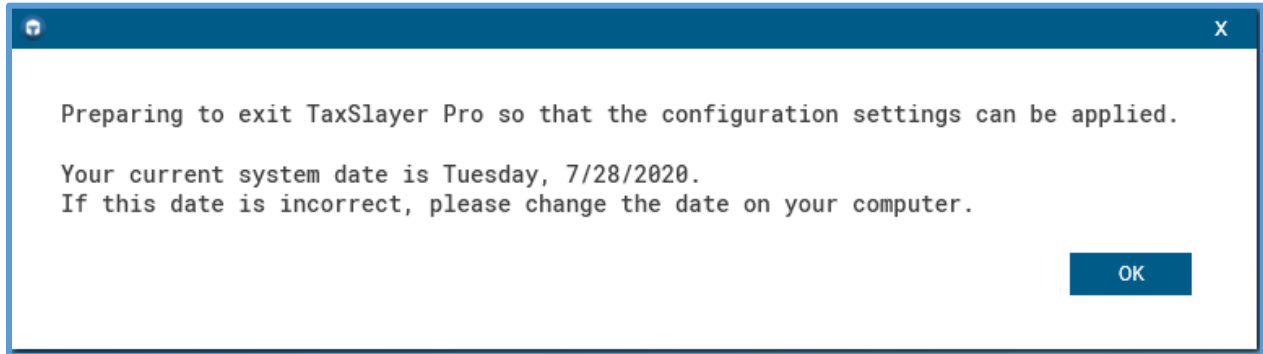 X
Preparing to exit TaxSlayer Pro so that the configuration settings can be applied.
Your current system date is Tuesday, 7/28/2020.
If this date is incorrect, please change the date on your computer.
OK